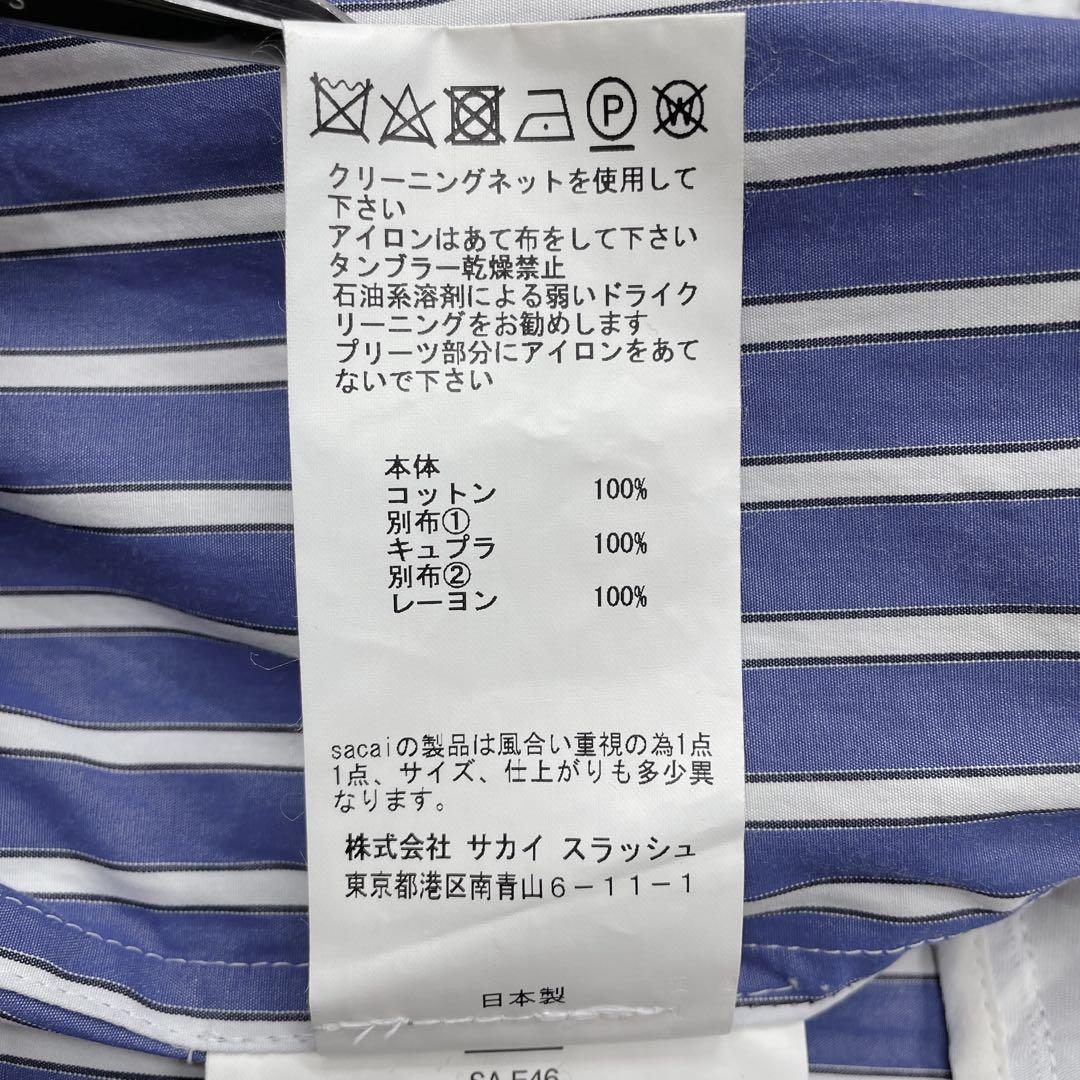 P W
クリーニングネットを使用して
下さい
アイロンはあて布をして下さい
タンブラー乾燥禁止
石油系溶剤による弱いドライク
リーニングをお勧めします
プリーツ部分にアイロンをあて
ないで下さい
本体
コットン 100%
別布①
キュプラ 100%
別布②
レーヨン 100%
sacaiの製品は風合い重視の為1点
1点、サイズ、仕上がりも多少異
なります。
株式会社 サカイ スラッシュ
東京都港区南青山6-11-1
日本製